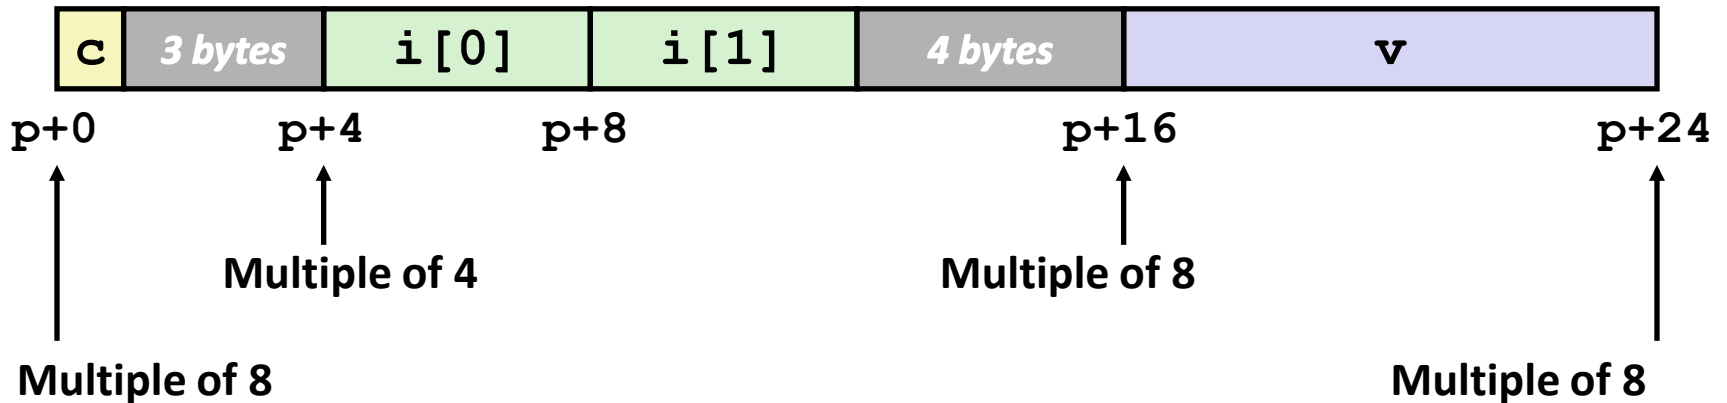 c 3 bytes i[0] i[1] 4 bytes v
p+0 p+4 p+8 p+16 p+24
Multiple of 4 Multiple of 8
Multiple of 8 Multiple of 8